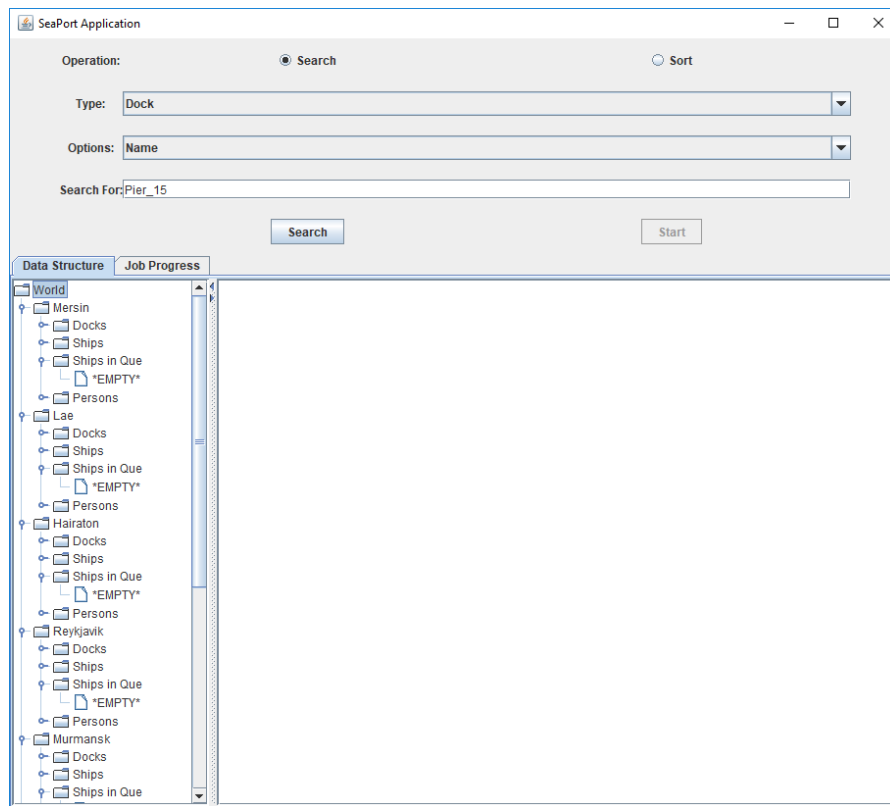 SeaPort Application
Operation: Search Sort
Type: Dock
Options: Name
Search For: Pier_15
Search Start
Data Structure Job Progress
World
Mersin
Docks
Ships
Ships in Que
*EMPTY*
Persons
Lae
Docks
Ships
Ships in Que
*EMPTY*
Persons
Hairaton
Docks
Ships
Ships in Que
*EMPTY*
Persons
Reykjavik
Docks
Ships
Ships in Que
*EMPTY*
Persons
Murmansk
Docks
Ships
Ships in Que